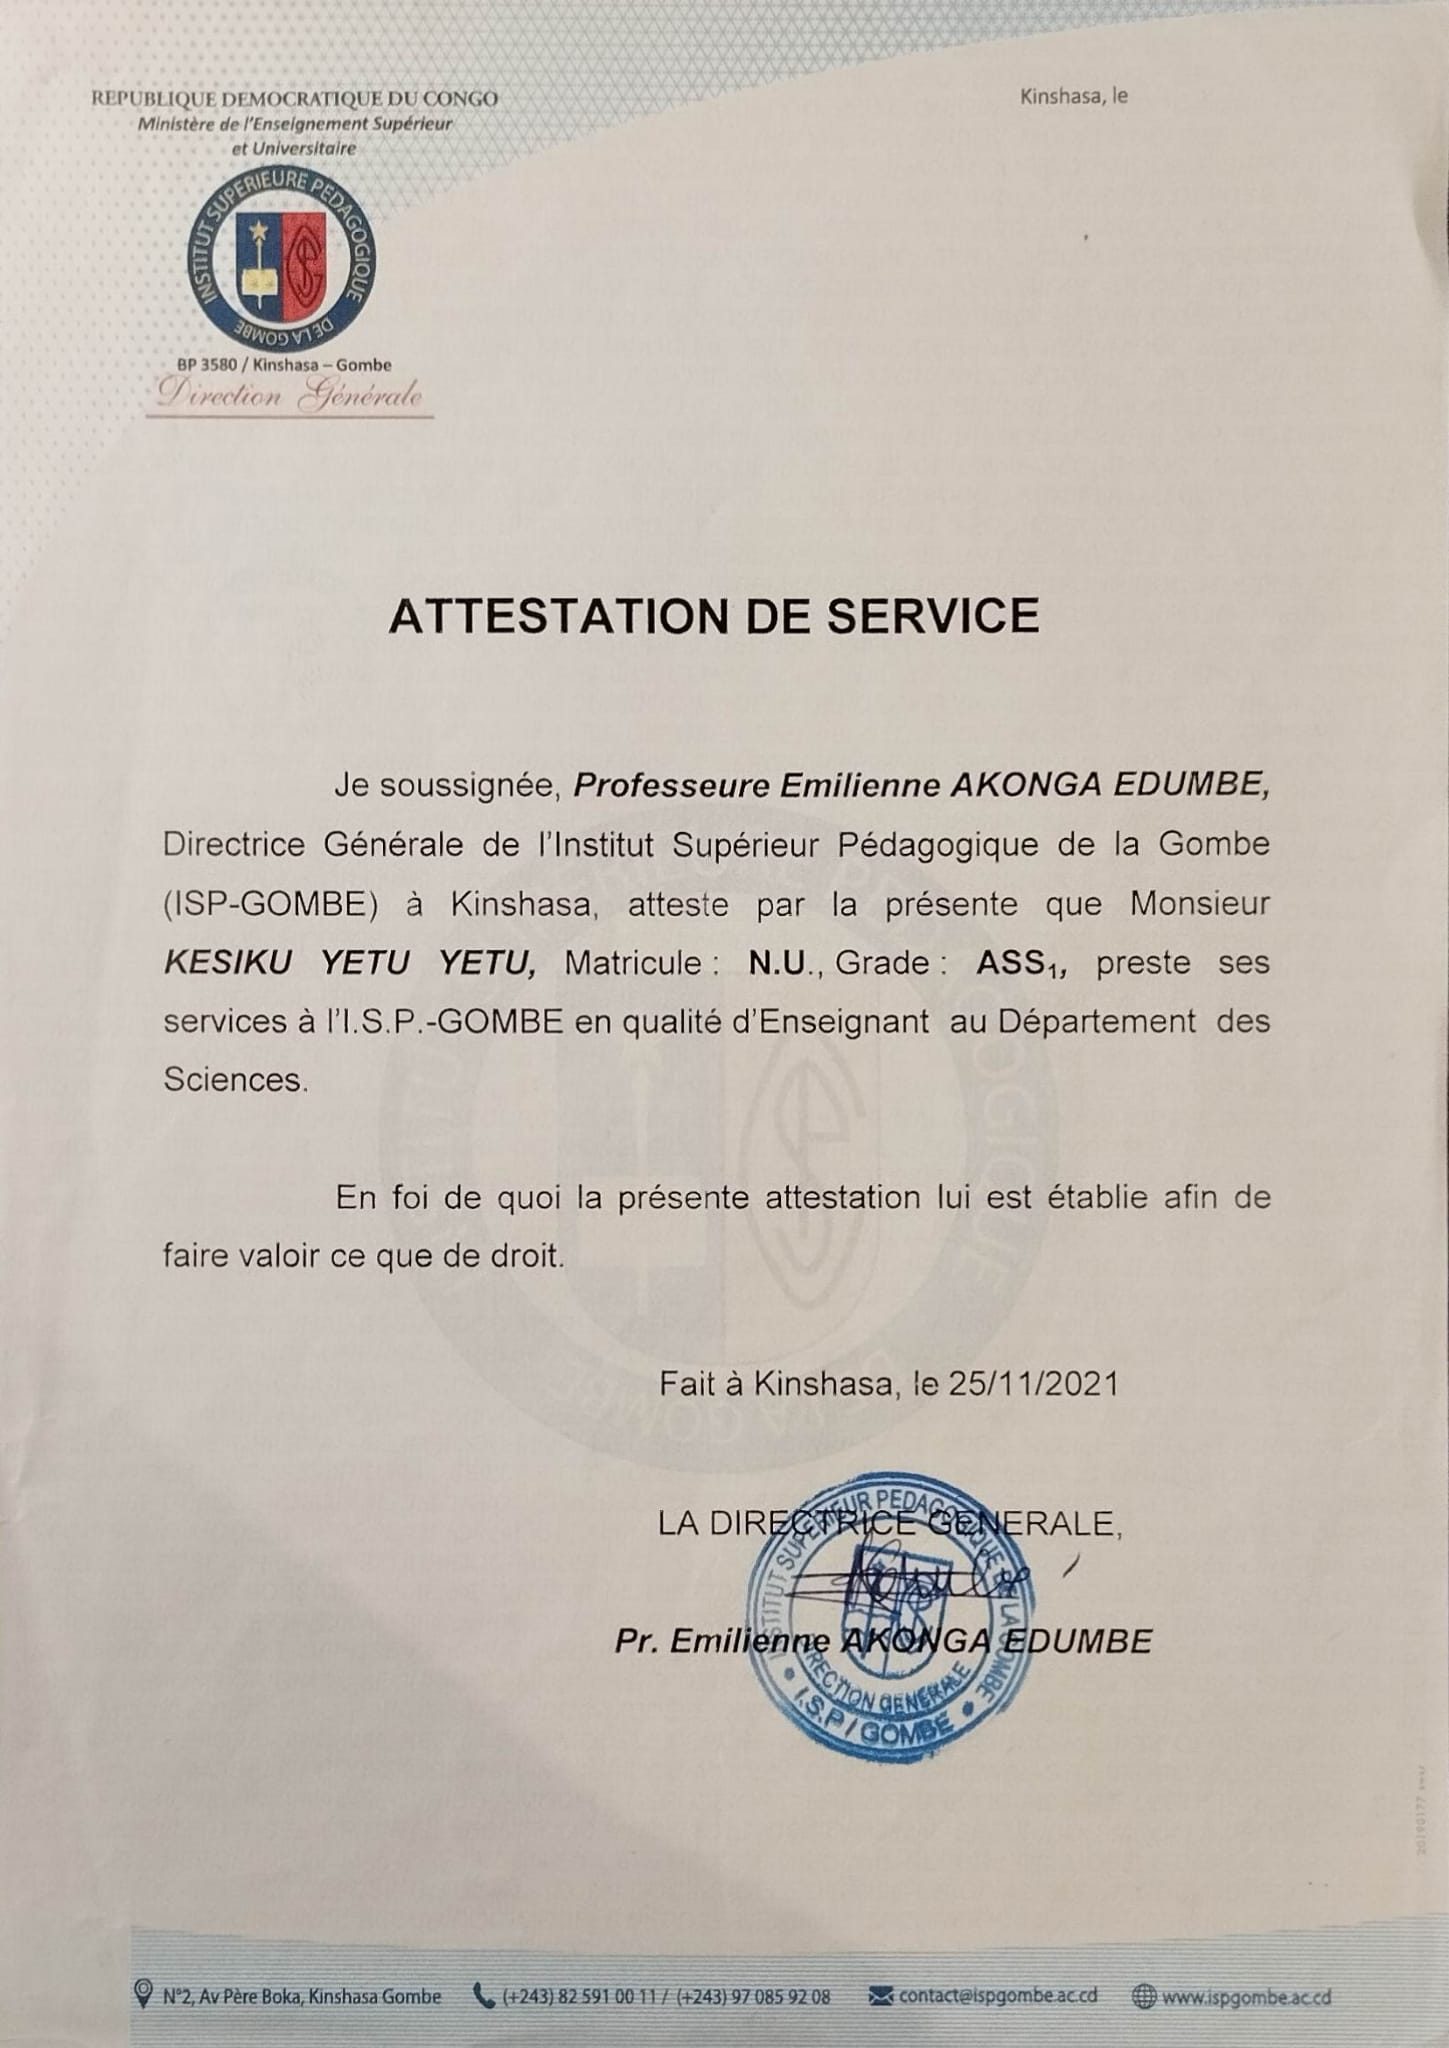 REPUBLIQUE DEMOCRATIQUE DU CONGO
Ministère de l'Enseignement Supérieur
et Universitaire
Kinshasa, le
INSTITUT SUPERIEURE PEDAGOGIQUE
DE LA GOMBE
BP 3580 / Kinshasa – Gombe
Direction Générale
ATTESTATION DE SERVICE
Je soussignée, Professeure Emilienne AKONGA EDUMBE,
Directrice Générale de l'Institut Supérieur Pédagogique de la Gombe
(ISP-GOMBE) à Kinshasa, atteste par la présente que Monsieur
KESIKU YETU YETU, Matricule : N.U., Grade : ASS₁, preste ses
services à l'I.S.P.-GOMBE en qualité d'Enseignant au Département des
Sciences.
En foi de quoi la présente attestation lui est établie afin de
faire valoir ce que de droit.
Fait à Kinshasa, le 25/11/2021
LA DIRECTRICE GENERALE,
Pr. Emilienne AKONGA EDUMBE
INSTITUT SUPERIEUR PEDAGOGIQUE DE LA GOMBE
DIRECTION GENERALE
I.S.P / GOMBE
N°2, Av Père Boka, Kinshasa Gombe
(+243) 82 591 00 11 / (+243) 97 085 92 08
contact@ispgombe.ac.cd
www.ispgombe.ac.cd